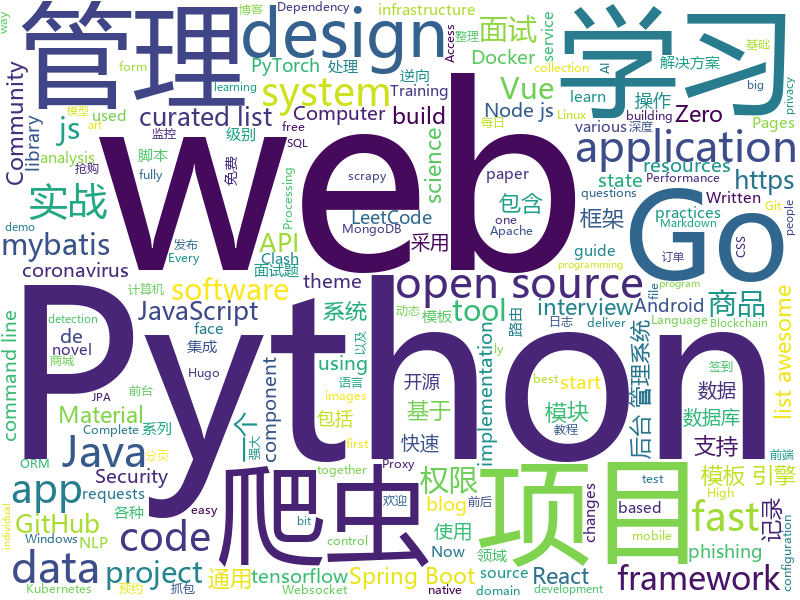 web
Python
Go
学习
项目
管理
爬虫
design
Java
data
app
application
open source
实战
system
code
framework
fast
面试
Vue
js
API
software
tool
build
project
mybatis
curated list
权限
商品
JavaScript
GitHub
Material
Spring Boot
React
Docker
Node js
Computer
Community
library
PyTorch
Dependency
infrastructure
service
Access
解决方案
AI
整理
博客
way
form
处理
逆向
learning
Training
collection
Linux
learn
操作
Zero
various
深度
Pages
基础
big
privacy
used
模型
art
监控
级别
脚本
免费
free
SQL
Processing
science
analysis
每日
building
resources
Performance
https
抢购
fully
scrapy
paper
LeetCode
包含
questions
state
Written
Git
people
demo
Apache
one
MongoDB
采用
框架
practices
Markdown
CSS
发布
Every
面试题
Clash
guide
programming
coronavirus
theme
interview
Android
订单
file
program
计算机
模板
系统
动态
路由
detection
Language
Blockchain
de
novel
face
集成
using
以及
日志
deliver
后台 管理系统
command line
商城
Hugo
implementation
component
开源
ly
start
list awesome
JPA
前台
语言
best
签到
数据
Complete
系列
包括
基于
模块
教程
数据库
ORM
强大
快速
支持
前端
分页
images
first
Security
一个
各种
together
Proxy
requests
easy
test
High
模板 引擎
记录
blog
欢迎
前后
changes
based
mobile
NLP
Now
bit
使用
领域
phishing
Windows
通用
control
source
native
domain
development
individual
预约
抓包
tensorflow
Websocket
Kubernetes
configuration